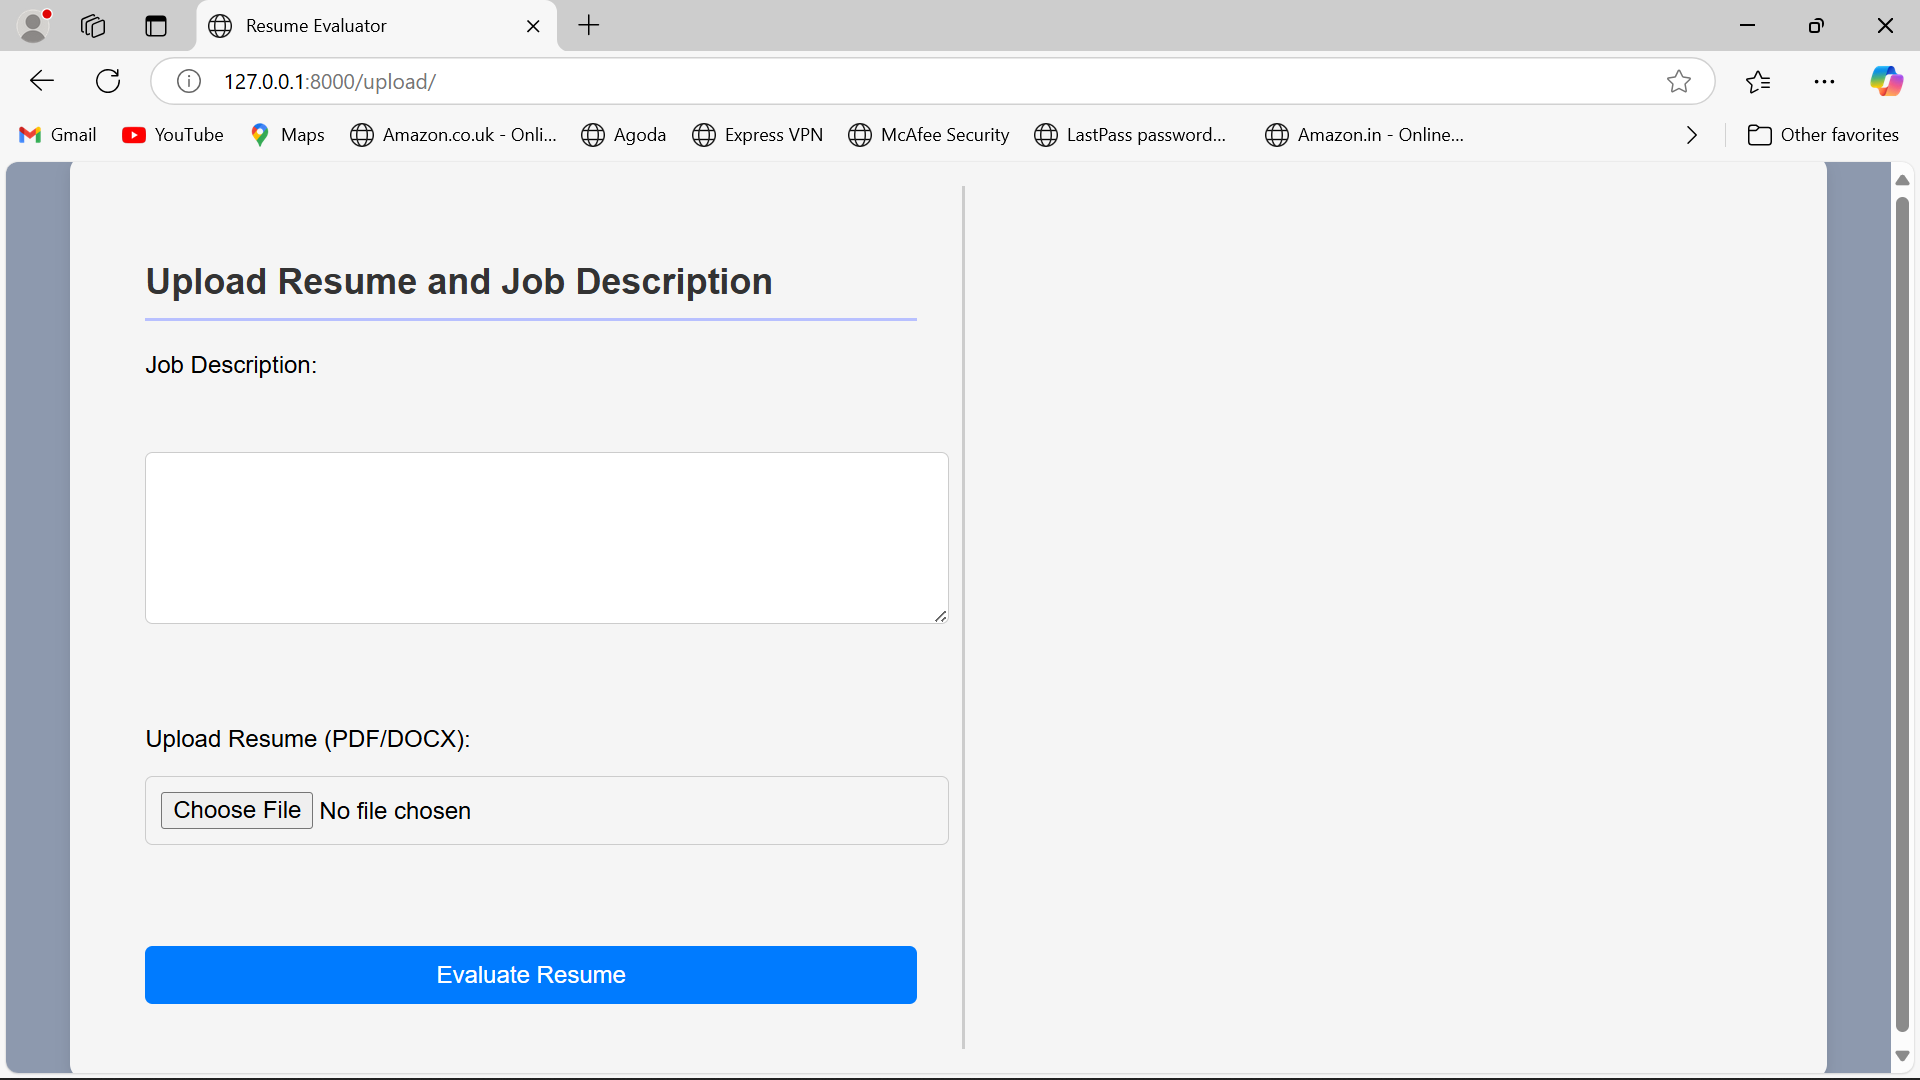 Resume Evaluator
127.0.0.1:8000/upload/
Gmail YouTube Maps Amazon.co.uk - Onli... Agoda Express VPN McAfee Security LastPass password... Amazon.in - Online... Other favorites
Upload Resume and Job Description
Job Description:
Upload Resume (PDF/DOCX):
Choose File No file chosen
Evaluate Resume